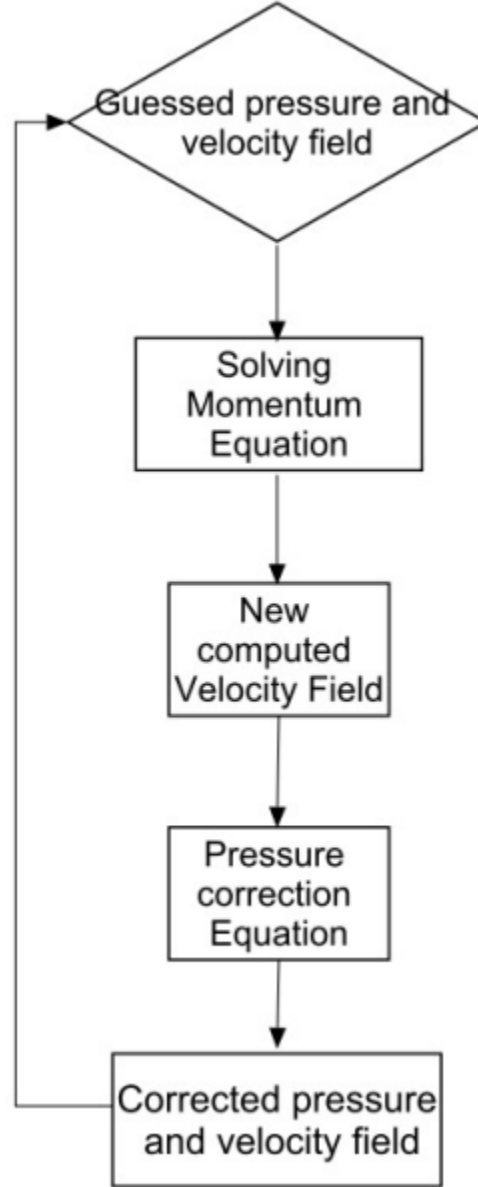 Guessed pressure and
velocity field
Solving
Momentum
Equation
New
computed
Velocity Field
Pressure
correction
Equation
Corrected pressure
and velocity field